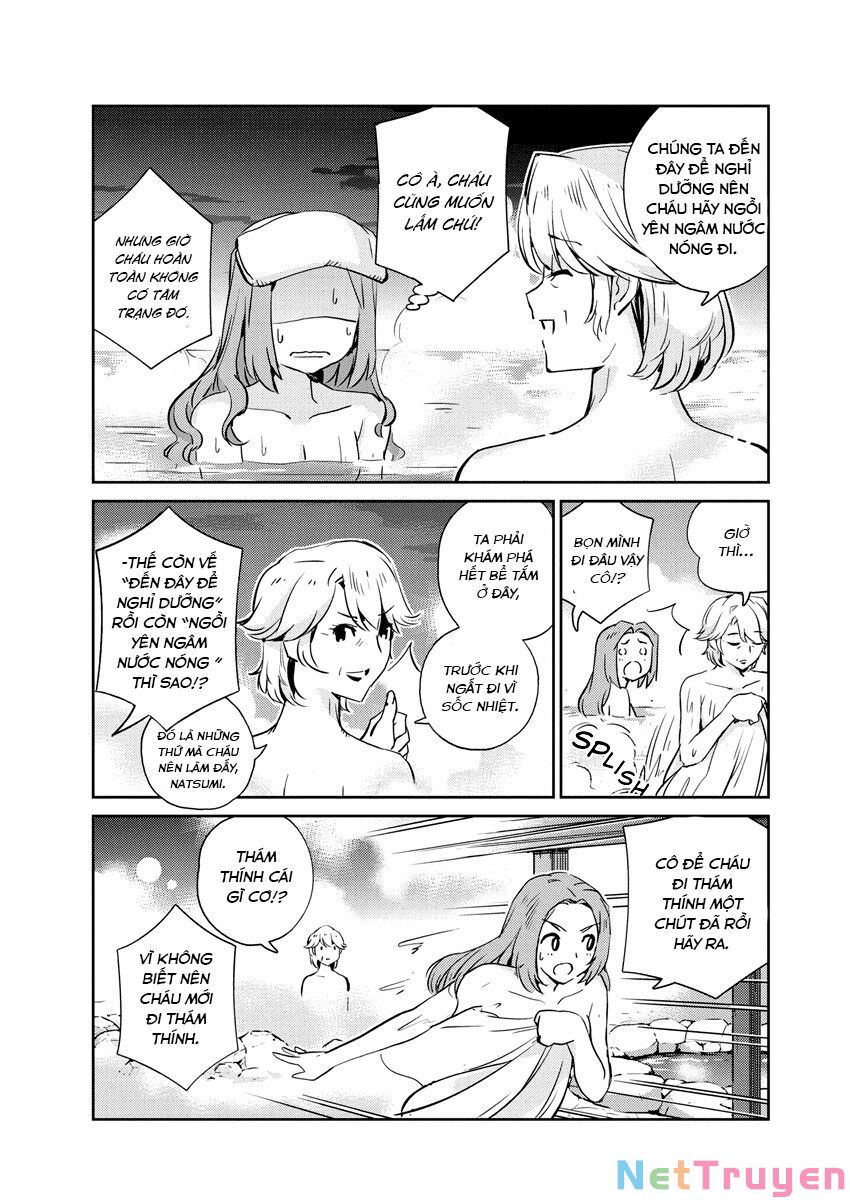 CHÚNG TA ĐẾN
ĐÂY ĐỂ NGHỈ
DƯỠNG NÊN
CHÁU HÃY NGỒI
YÊN NGÂM NƯỚC
NÓNG ĐI.
CÔ À, CHÁU
CŨNG MUỐN
LẮM CHỨ!
NHƯNG GIỜ
CHÁU HOÀN
TOÀN KHÔNG
CÓ TÂM
TRẠNG ĐÓ.
GIỜ
THÌ...
BỌN MÌNH
ĐI ĐÂU VẬY
CÔ!?
SPLISH
TA PHẢI
KHÁM PHÁ
HẾT BỂ TẮM
Ở ĐÂY,
TRƯỚC KHI
NGẤT ĐI VÌ
SỐC NHIỆT.
-THẾ CÒN VỀ
“ĐẾN ĐÂY ĐỂ
NGHỈ DƯỠNG”
RỒI CÒN “NGỒI
YÊN NGÂM
NƯỚC NÓNG ”
THÌ SAO!?
ĐÓ LÀ NHỮNG
THỨ MÀ CHÁU
NÊN LÀM ĐẤY,
NATSUMI.
CÔ ĐỂ CHÁU
ĐI THÁM
THÍNH MỘT
CHÚT ĐÃ RỒI
HÃY RA.
THÁM
THÍNH CÁI
GÌ CƠ!?
VÌ KHÔNG
BIẾT NÊN
CHÁU MỚI
ĐI THÁM
THÍNH.
NetTruyen